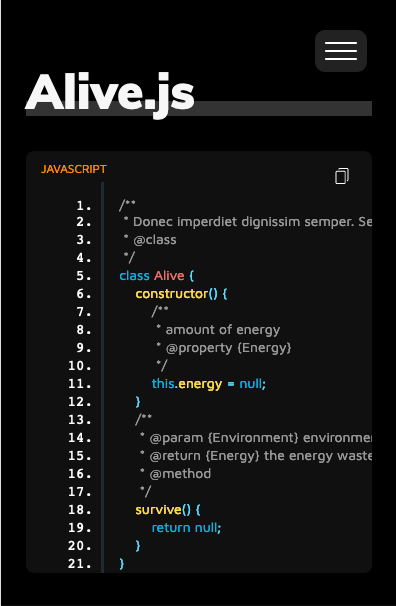 Alive.js
JAVASCRIPT
1. /**
2.  * Donec imperdiet dignissim semper. Se
3.  * @class
4.  */
5. class Alive {
6.     constructor() {
7.         /**
8.          * amount of energy
9.          * @property {Energy}
10.          */
11.         this.energy = null;
12.     }
13.     /**
14.      * @param {Environment} environme
15.      * @return {Energy} the energy waste
16.      * @method
17.      */
18.     survive() {
19.         return null;
20.     }
21. }